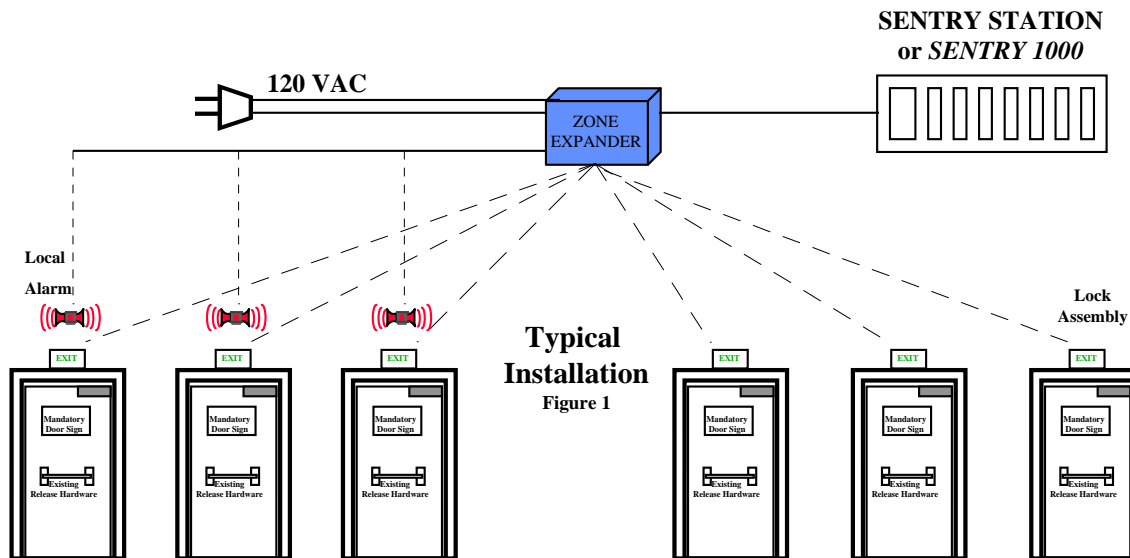 SENTRY STATION
or SENTRY 1000
120 VAC
ZONE
EXPANDER
Local
Alarm
Lock
Assembly
Typical
Installation
Figure 1
EXIT
EXIT
EXIT
EXIT
EXIT
EXIT
Mandatory
Door Sign
Mandatory
Door Sign
Mandatory
Door Sign
Mandatory
Door Sign
Mandatory
Door Sign
Mandatory
Door Sign
Existing
Release Hardware
Existing
Release Hardware
Existing
Release Hardware
Existing
Release Hardware
Existing
Release Hardware
Existing
Release Hardware